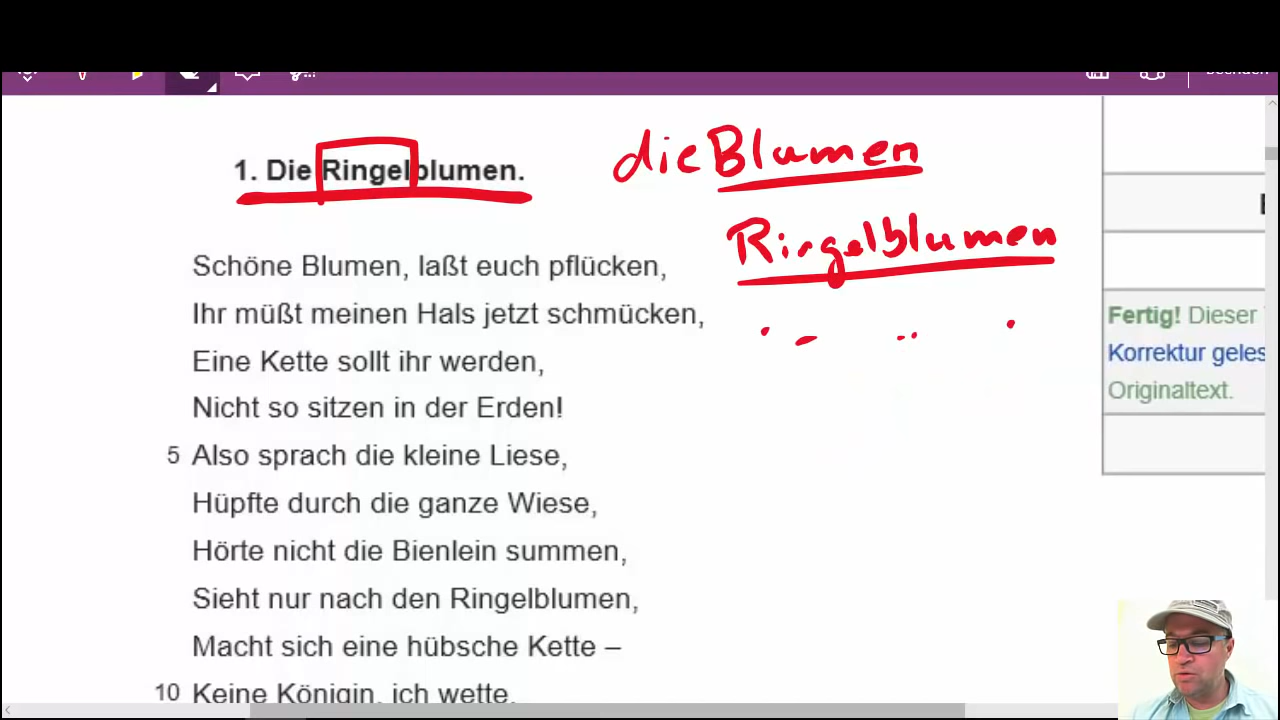 1. Die Ringelblumen.
die Blumen
Ringelblumen
Schöne Blumen, laßt euch pflücken,
Ihr müßt meinen Hals jetzt schmücken,
Eine Kette sollt ihr werden,
Nicht so sitzen in der Erden!
5 Also sprach die kleine Liese,
Hüpfte durch die ganze Wiese,
Hörte nicht die Bienlein summen,
Sieht nur nach den Ringelblumen,
Macht sich eine hübsche Kette –
10 Keine Königin, ich wette,
Fertig! Dieser
Korrektur geles
Originaltext.